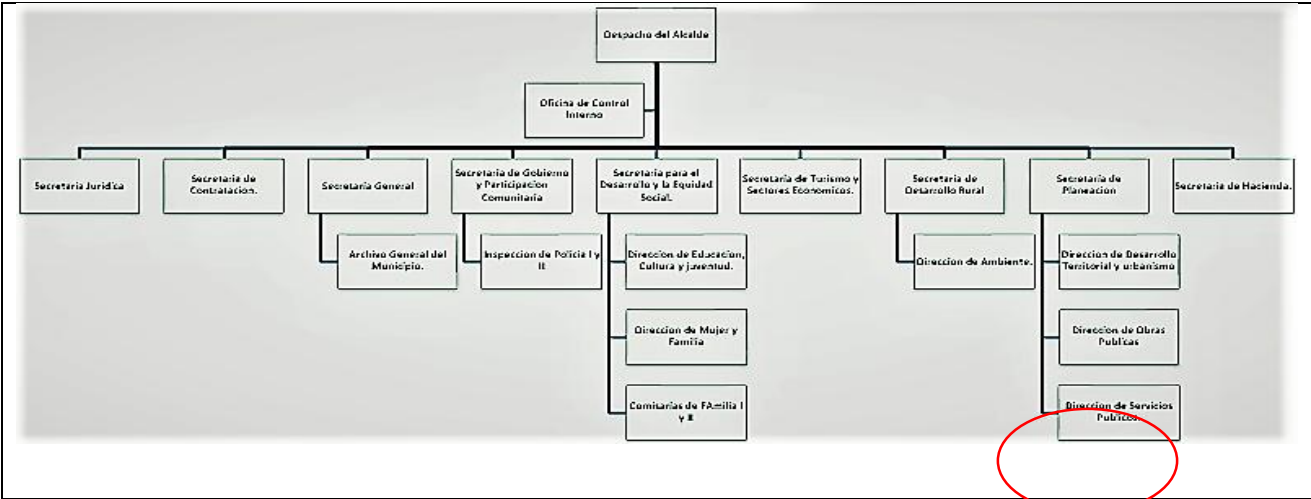 Despacho del Alcalde
Oficina de Control
Interno
Secretaria Juridica
Secretaria de
Contratacion.
Secretaria General
Secretaria de Gobierno
y Participacion
Comunitaria
Secretaria para el
Desarrollo y la Equidad
Social.
Secretaria de Turismo y
Sectores Economicos.
Secretaria de
Desarrollo Rural
Secretaria de
Planeacion
Secretaria de Hacienda.
Archivo General del
Municipio.
Inspeccion de Policia I y
II
Direccion de Educacion,
Cultura y juventud.
Direccion de Mujer y
Familia
Comisarias de FAmilia I
y II
Direccion de Ambiente.
Direccion de Desarrollo
Territorial y urbanismo
Direccion de Obras
Publicas
Direccion de Servicios
Publicos.